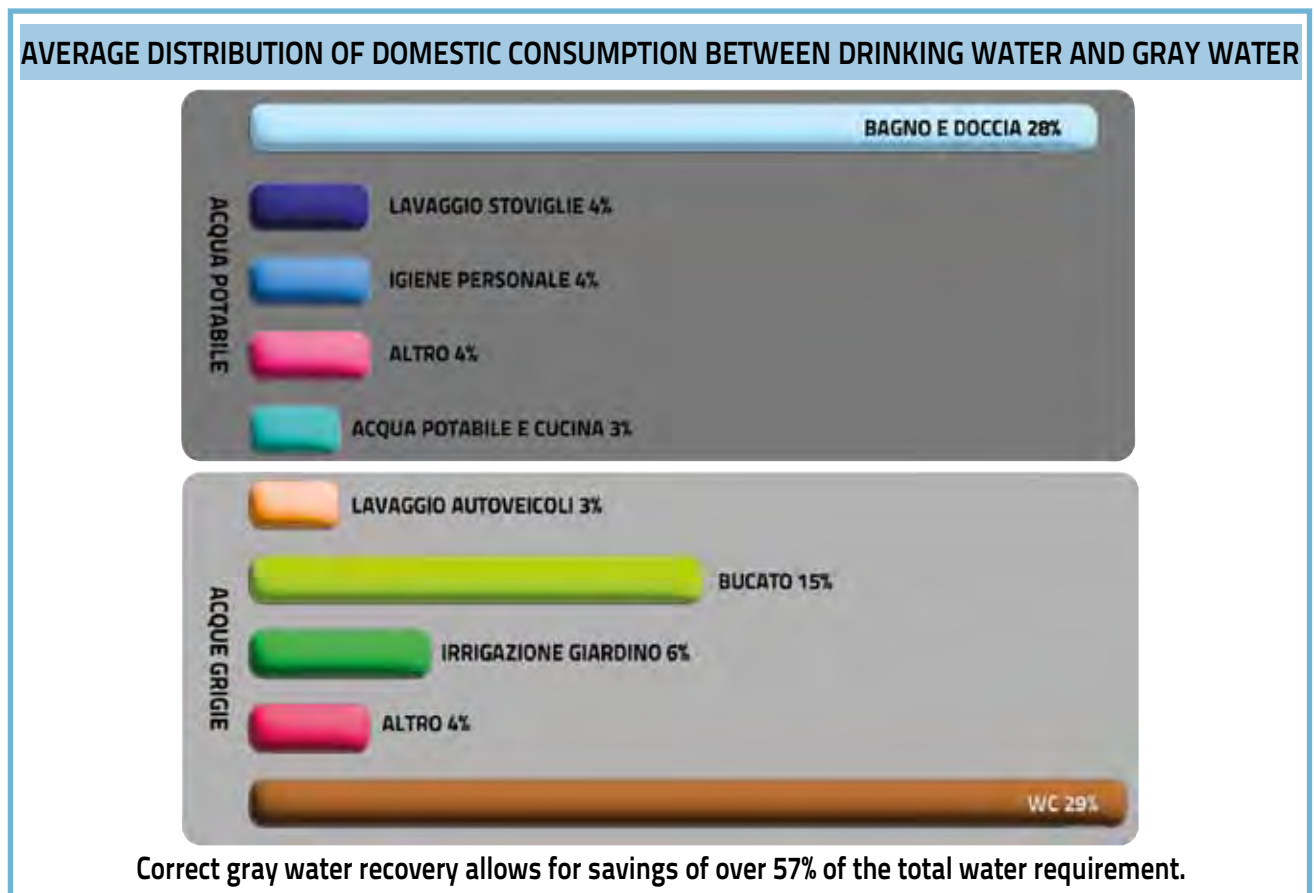 AVERAGE DISTRIBUTION OF DOMESTIC CONSUMPTION BETWEEN DRINKING WATER AND GRAY WATER
ACQUA POTABILE
BAGNO E DOCCIA 28%
LAVAGGIO STOVIGLIE 4%
IGIENE PERSONALE 4%
ALTRO 4%
ACQUA POTABILE E CUCINA 3%
ACQUE GRIGIE
LAVAGGIO AUTOVEICOLI 3%
BUCATO 15%
IRRIGAZIONE GIARDINO 6%
ALTRO 4%
WC 29%
Correct gray water recovery allows for savings of over 57% of the total water requirement.